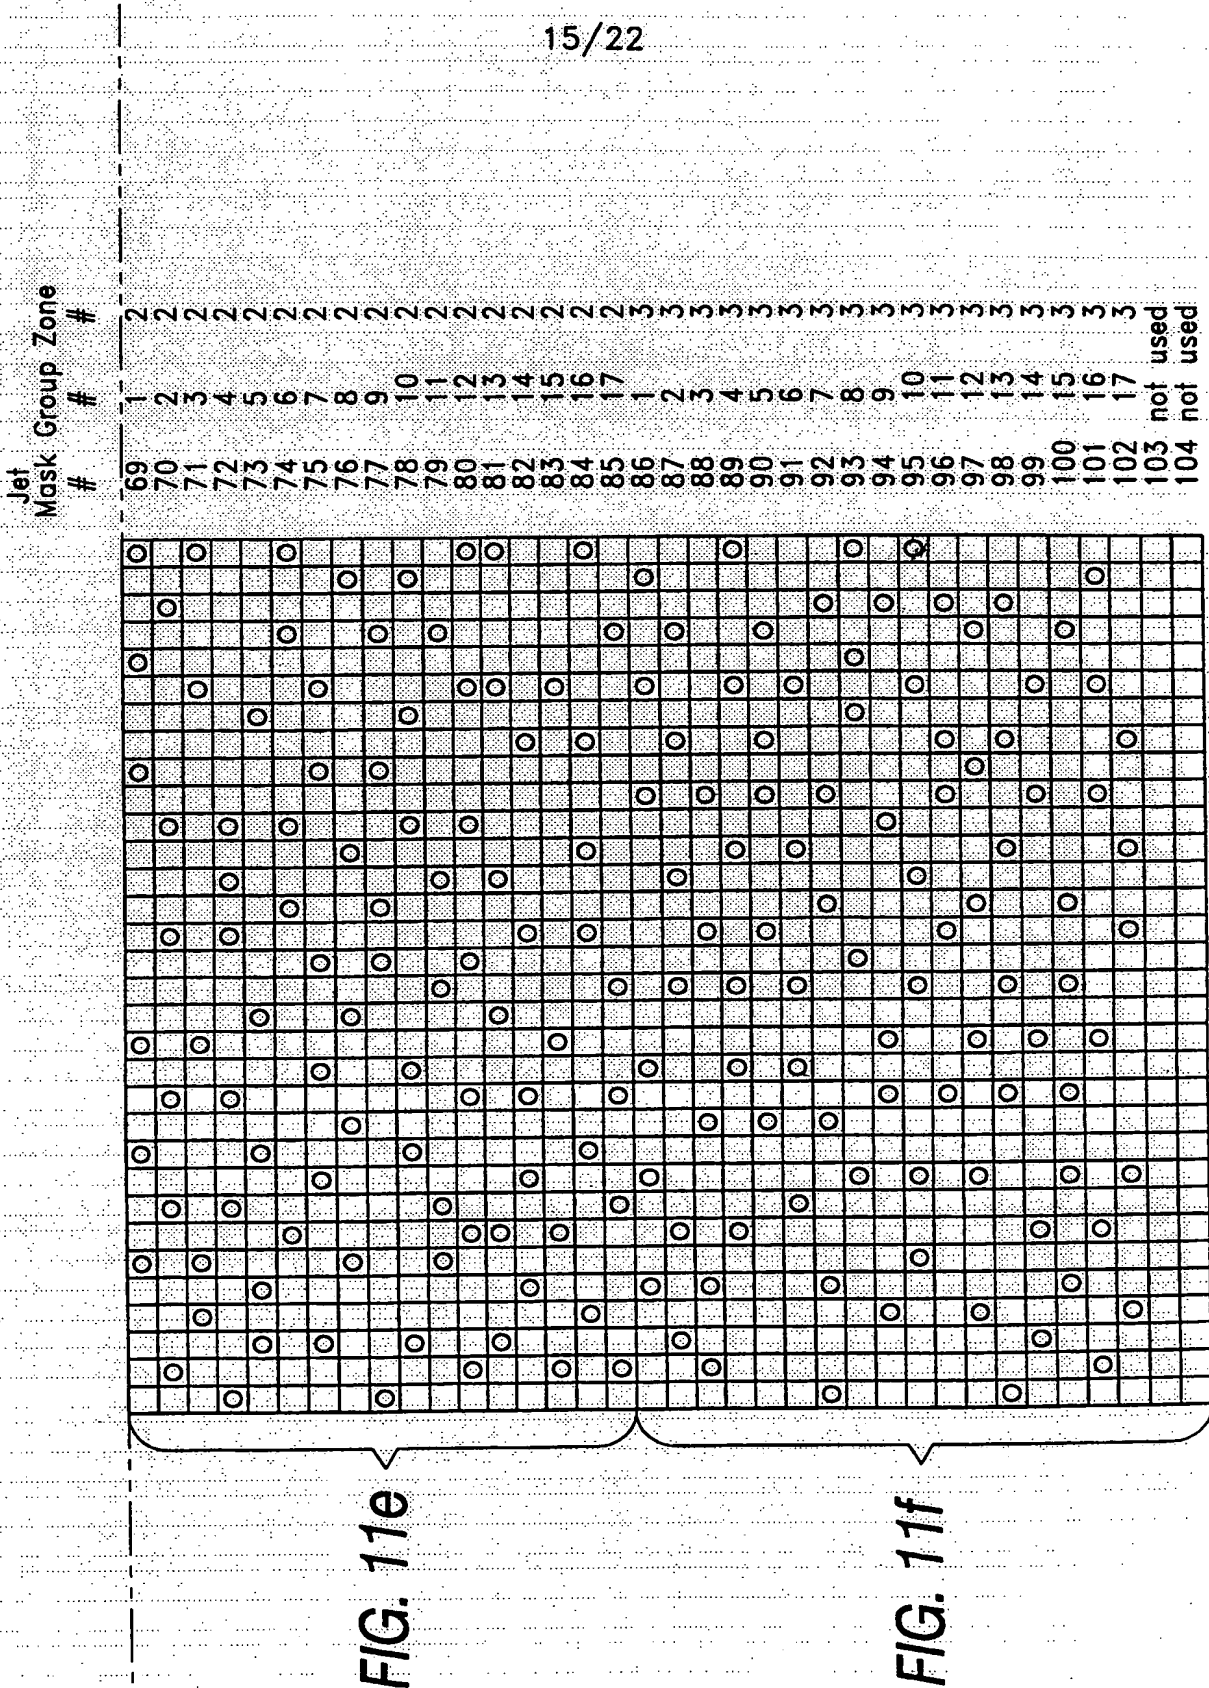 15/22
Jet
Mask Group Zone
# # #
69 1 2
70 2 2
71 3 2
72 4 2
73 5 2
74 6 2
75 7 2
76 8 2
77 9 2
78 10 2
79 11 2
80 12 2
81 13 2
82 14 2
83 15 2
84 16 2
85 17 2
86 1 3
87 2 3
88 3 3
89 4 3
90 5 3
91 6 3
92 7 3
93 8 3
94 9 3
95 10 3
96 11 3
97 12 3
98 13 3
99 14 3
100 15 3
101 16 3
102 17 3
103 not used
104 not used
FIG. 11e
FIG. 11f